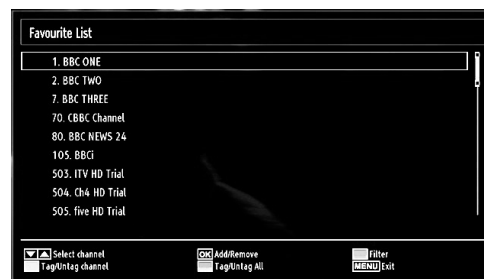 Favourite List
1. BBC ONE
2. BBC TWO
7. BBC THREE
70. CBBC Channel
80. BBC NEWS 24
105. BBCi
503. ITV HD Trial
504. Ch4 HD Trial
505. five HD Trial
Select channel OK Add/Remove Filter
Tag/Untag channel Tag/Untag All MENU Exit